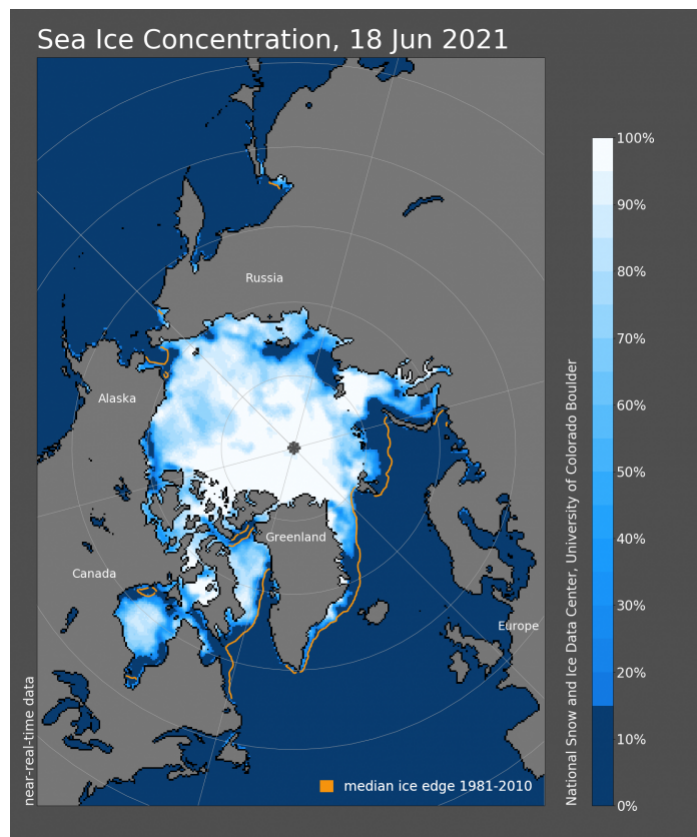 Sea Ice Concentration, 18 Jun 2021
100%
90%
80%
70%
60%
50%
40%
30%
20%
10%
0%
Russia
Alaska
Greenland
Canada
Europe
near-real-time data
median ice edge 1981-2010
National Snow and Ice Data Center, University of Colorado Boulder